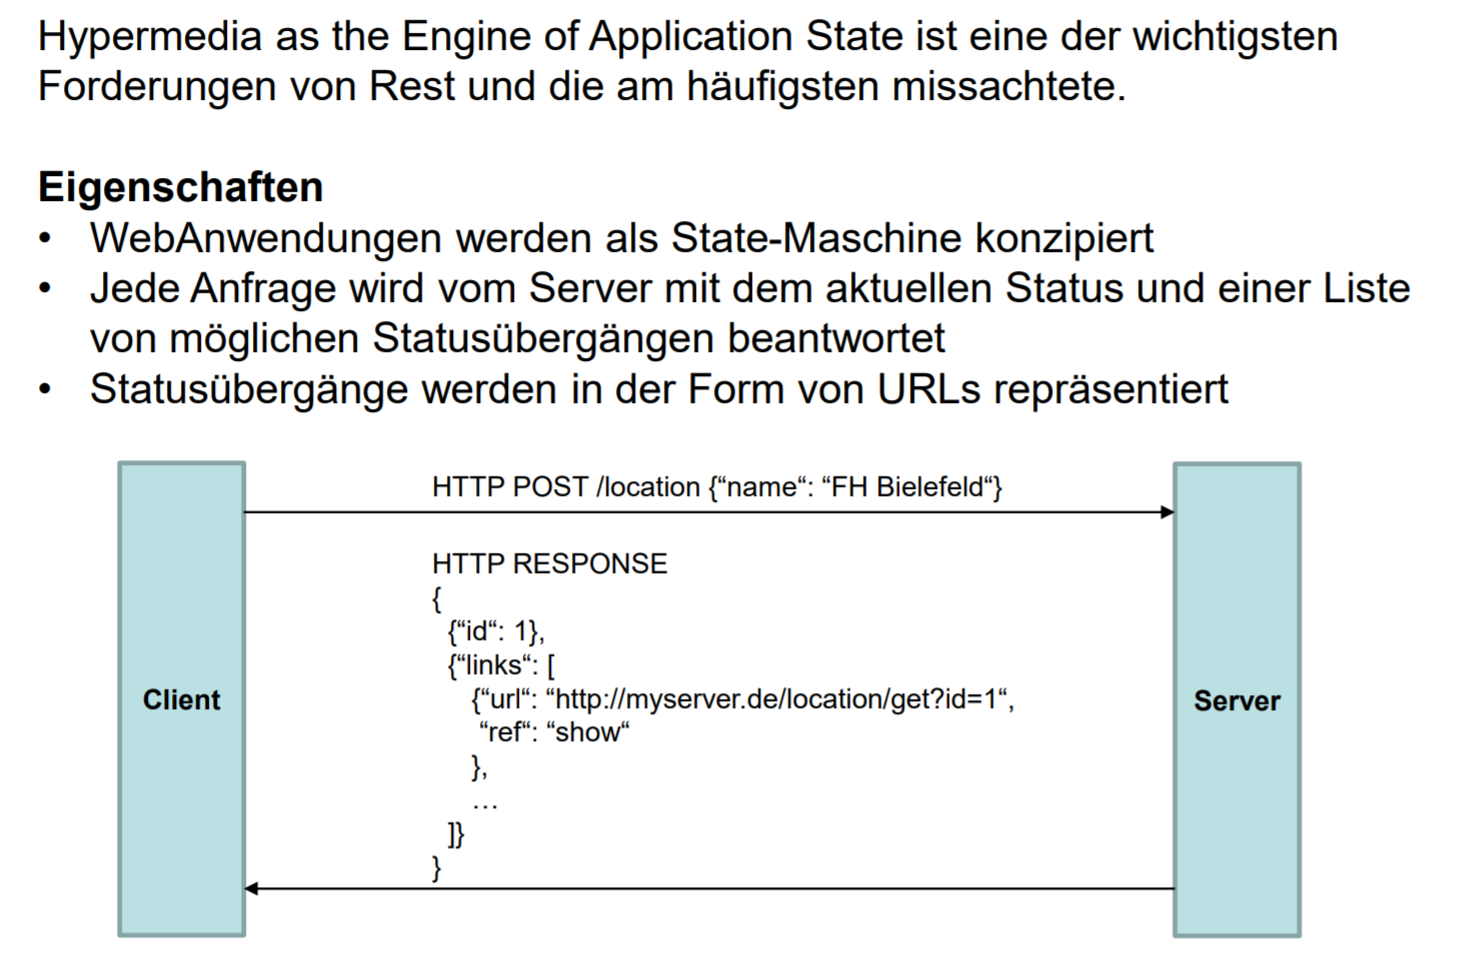 Hypermedia as the Engine of Application State ist eine der wichtigsten
Forderungen von Rest und die am häufigsten missachtete.
Eigenschaften
• WebAnwendungen werden als State-Maschine konzipiert
• Jede Anfrage wird vom Server mit dem aktuellen Status und einer Liste
von möglichen Statusübergängen beantwortet
• Statusübergänge werden in der Form von URLs repräsentiert
HTTP POST /location {“name“: “FH Bielefeld“}
HTTP RESPONSE
{
{“id“: 1},
{“links“: [
{“url“: “http://myserver.de/location/get?id=1“,
“ref“: “show“
},
…
]}
}
Client
Server